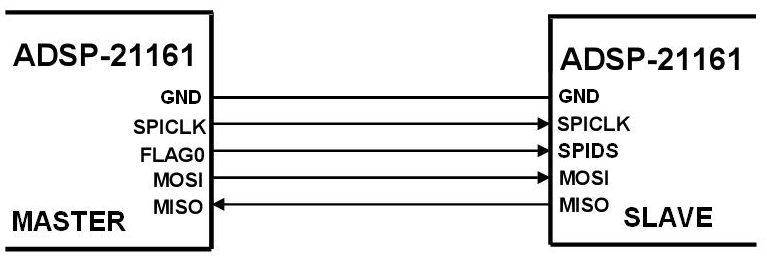 ADSP-21161
GND
SPICLK
FLAG0
MOSI
MISO
MASTER
ADSP-21161
GND
SPICLK
SPIDS
MOSI
MISO
SLAVE